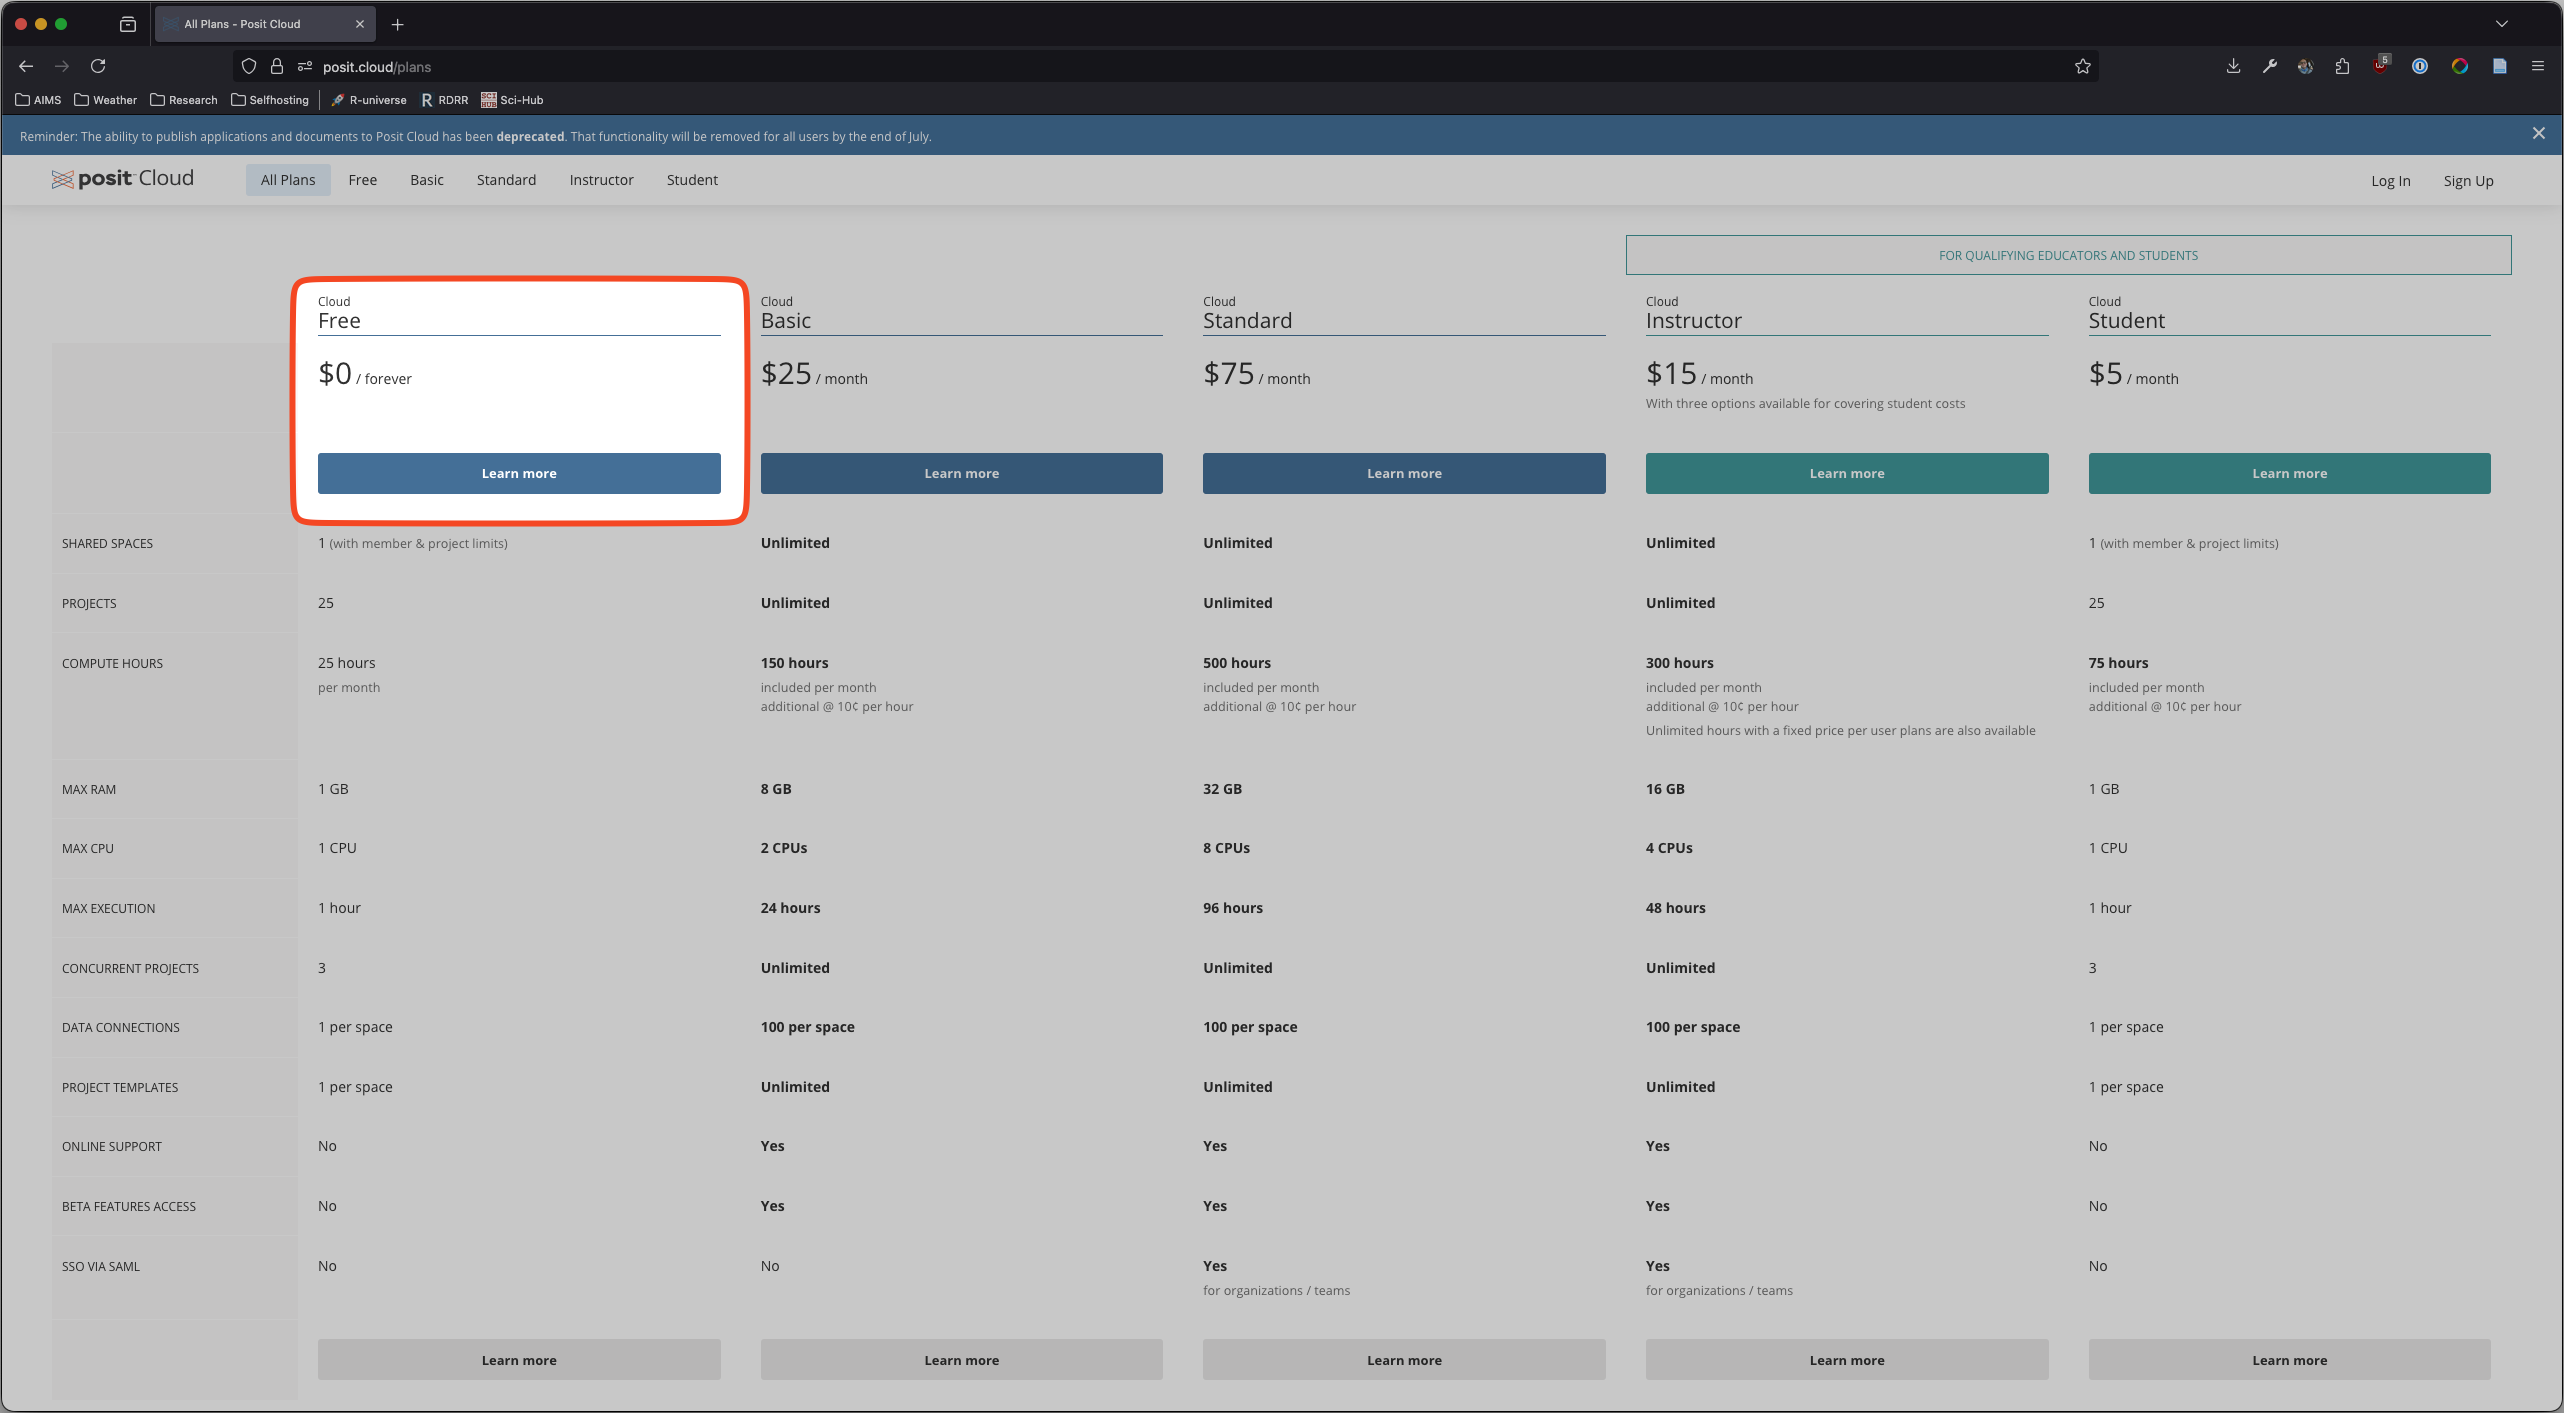 All Plans - Posit Cloud
posit.cloud/plans
5
AIMS Weather Research Selfhosting R-universe RDRR Sci-Hub
Reminder: The ability to publish applications and documents to Posit Cloud has been deprecated. That functionality will be removed for all users by the end of July.
posit Cloud All Plans Free Basic Standard Instructor Student Log In Sign Up
FOR QUALIFYING EDUCATORS AND STUDENTS
Cloud Cloud Cloud Cloud Cloud
Free Basic Standard Instructor Student
$0 / forever $25 / month $75 / month $15 / month $5 / month
With three options available for covering student costs
Learn more Learn more Learn more Learn more Learn more
SHARED SPACES 1 (with member & project limits) Unlimited Unlimited Unlimited 1 (with member & project limits)
PROJECTS 25 Unlimited Unlimited Unlimited 25
COMPUTE HOURS 25 hours 150 hours 500 hours 300 hours 75 hours
per month included per month included per month included per month included per month
additional @ 10¢ per hour additional @ 10¢ per hour additional @ 10¢ per hour additional @ 10¢ per hour
Unlimited hours with a fixed price per user plans are also available
MAX RAM 1 GB 8 GB 32 GB 16 GB 1 GB
MAX CPU 1 CPU 2 CPUs 8 CPUs 4 CPUs 1 CPU
MAX EXECUTION 1 hour 24 hours 96 hours 48 hours 1 hour
CONCURRENT PROJECTS 3 Unlimited Unlimited Unlimited 3
DATA CONNECTIONS 1 per space 100 per space 100 per space 100 per space 1 per space
PROJECT TEMPLATES 1 per space Unlimited Unlimited Unlimited 1 per space
ONLINE SUPPORT No Yes Yes Yes No
BETA FEATURES ACCESS No Yes Yes Yes No
SSO VIA SAML No No Yes Yes No
for organizations / teams for organizations / teams
Learn more Learn more Learn more Learn more Learn more